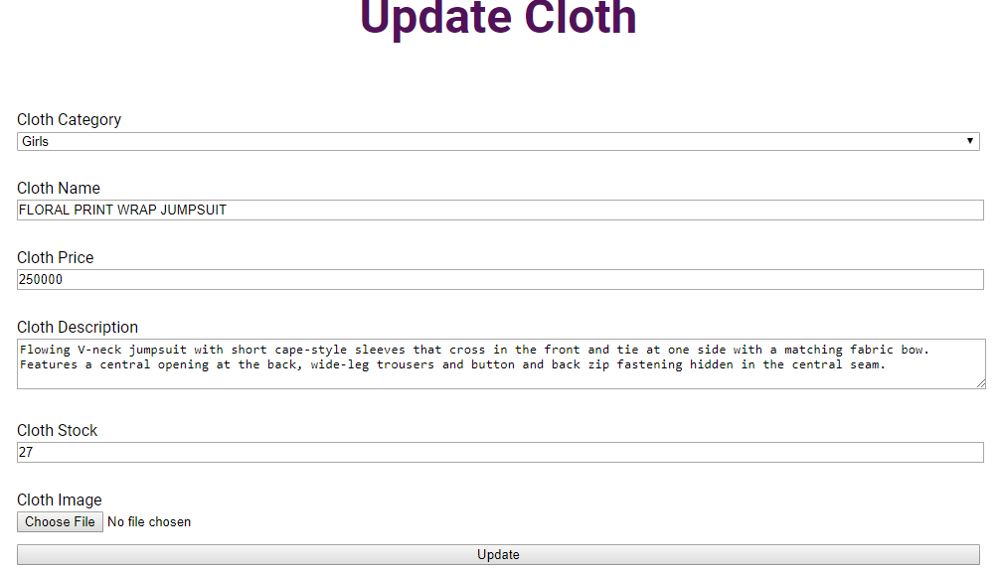 Update Cloth
Cloth Category
Girls
Cloth Name
FLORAL PRINT WRAP JUMPSUIT
Cloth Price
250000
Cloth Description
Flowing V-neck jumpsuit with short cape-style sleeves that cross in the front and tie at one side with a matching fabric bow.
Features a central opening at the back, wide-leg trousers and button and back zip fastening hidden in the central seam.
Cloth Stock
27
Cloth Image
Choose File No file chosen
Update